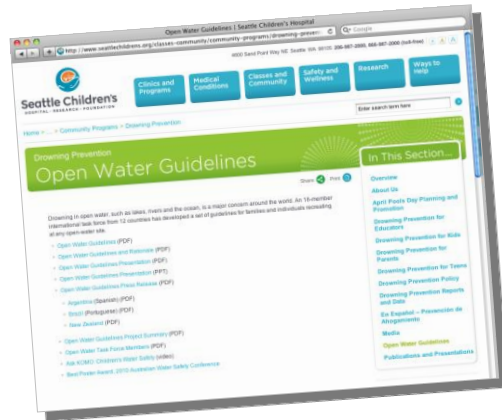 Open Water Guidelines | Seattle Children's Hospital
http://www.seattlechildrens.org/classes-community/community-programs/drowning-preven
Google
4800 Sand Point Way NE Seattle WA 98105 206-987-2000, 866-987-2000 (toll-free)
Seattle Children's
HOSPITAL • RESEARCH • FOUNDATION
Clinics and Programs
Medical Conditions
Classes and Community
Safety and Wellness
Research
Ways to Help
Enter search term here
Home > ... > Community Programs > Drowning Prevention
Drowning Prevention
Open Water Guidelines
Share
Print
Drowning in open water, such as lakes, rivers and the ocean, is a major concern around the world. An 16-member
international task force from 12 countries has developed a set of guidelines for families and individuals recreating
at any open-water site.
Open Water Guidelines (PDF)
Open Water Guidelines and Rationale (PDF)
Open Water Guidelines Presentation (PDF)
Open Water Guidelines Presentation (PPT)
Open Water Guidelines Press Release (PDF)
Argentina (Spanish) (PDF)
Brazil (Portuguese) (PDF)
New Zealand (PDF)
Open Water Guidelines Project Summary (PDF)
Open Water Task Force Members (PDF)
KOMO Children's Water Safety (video)
Best Poster Award, 2010 Australian Water Safety Conference
In This Section...
Overview
About Us
April Pools Day Planning and
Promotion
Drowning Prevention for
Educators
Drowning Prevention for Kids
Drowning Prevention for
Parents
Drowning Prevention for Teens
Drowning Prevention Policy
Drowning Prevention Reports
and Data
En Español – Prevención de
Ahogamiento
Media
Open Water Guidelines
Publications and Presentations